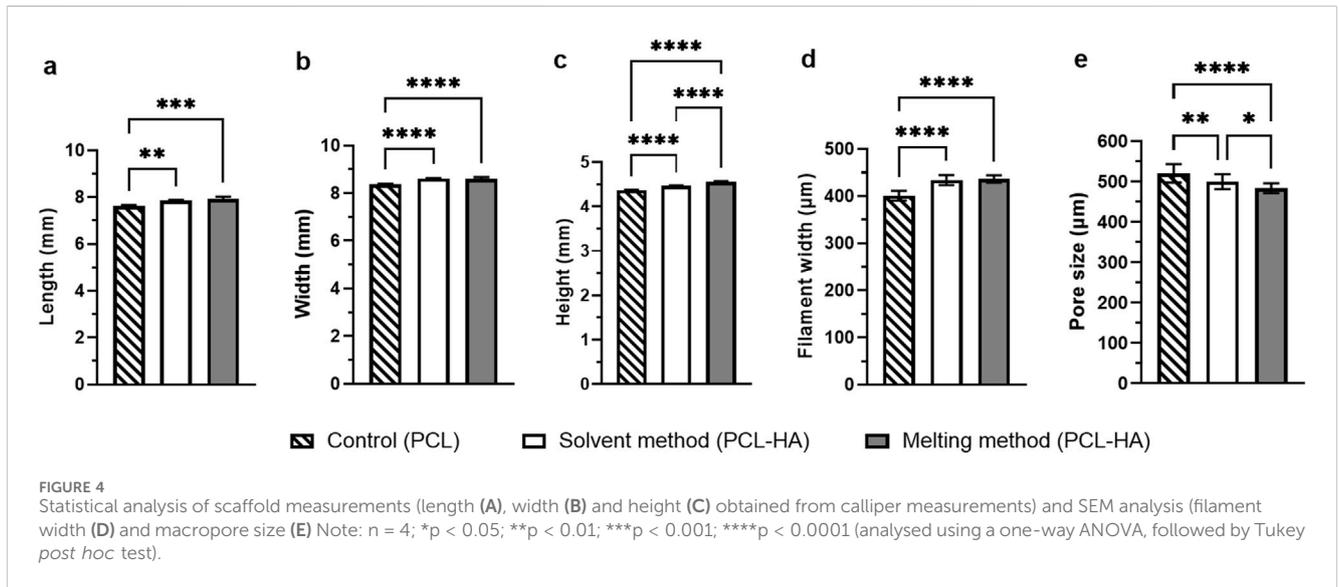 a
b
c
d
e
**
***
****
****
****
****
****
****
****
**
*
****
Length (mm)
10
8
6
4
2
0
Width (mm)
10
8
6
4
2
0
Height (mm)
5
4
3
2
1
0
Filament width (µm)
500
400
300
200
100
0
Pore size (µm)
600
500
400
300
200
100
0
Control (PCL)
Solvent method (PCL-HA)
Melting method (PCL-HA)
FIGURE 4
Statistical analysis of scaffold measurements (length (A), width (B) and height (C) obtained from calliper measurements) and SEM analysis (filament
width (D) and macropore size (E) Note: n = 4; *p < 0.05; **p < 0.01; ***p < 0.001; ****p < 0.0001 (analysed using a one-way ANOVA, followed by Tukey
post hoc test).